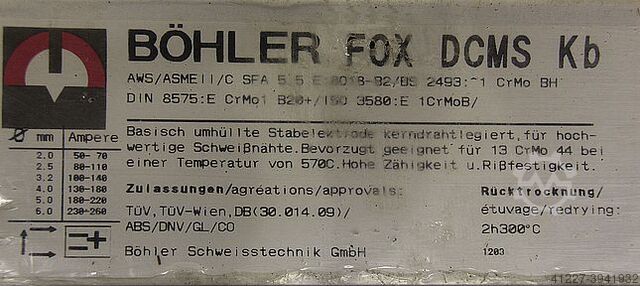 BÖHLER FOX DCMS Kb
AWS/ASMEII/C SFA 5.5 E 8018-B2/BS 2493: 1 CrMo BH
DIN 8575:E CrMo1 B20+/ISO 3580:E 1CrMoB/
Ø mm Ampere
2.0 50- 70
2.5 80-110
3.2 100-140
4.0 130-180
5.0 180-220
6.0 230-260
Basisch umhüllte Stabelektrode kerndrahtlegiert,für hoch-
wertige Schweißnähte.Bevorzugt geeignet für 13 CrMo 44 bei
einer Temperatur von 570C.Hohe Zähigkeit u.Rißfestigkeit.
Zulassungen/agréations/approvals:
TÜV,TÜV-Wien,DB(30.014.09)/
ABS/DNV/GL/CO
Böhler Schweisstechnik GmbH
Rücktrocknung/
étuvage/redrying:
2h300°C
1203
41227-3941932